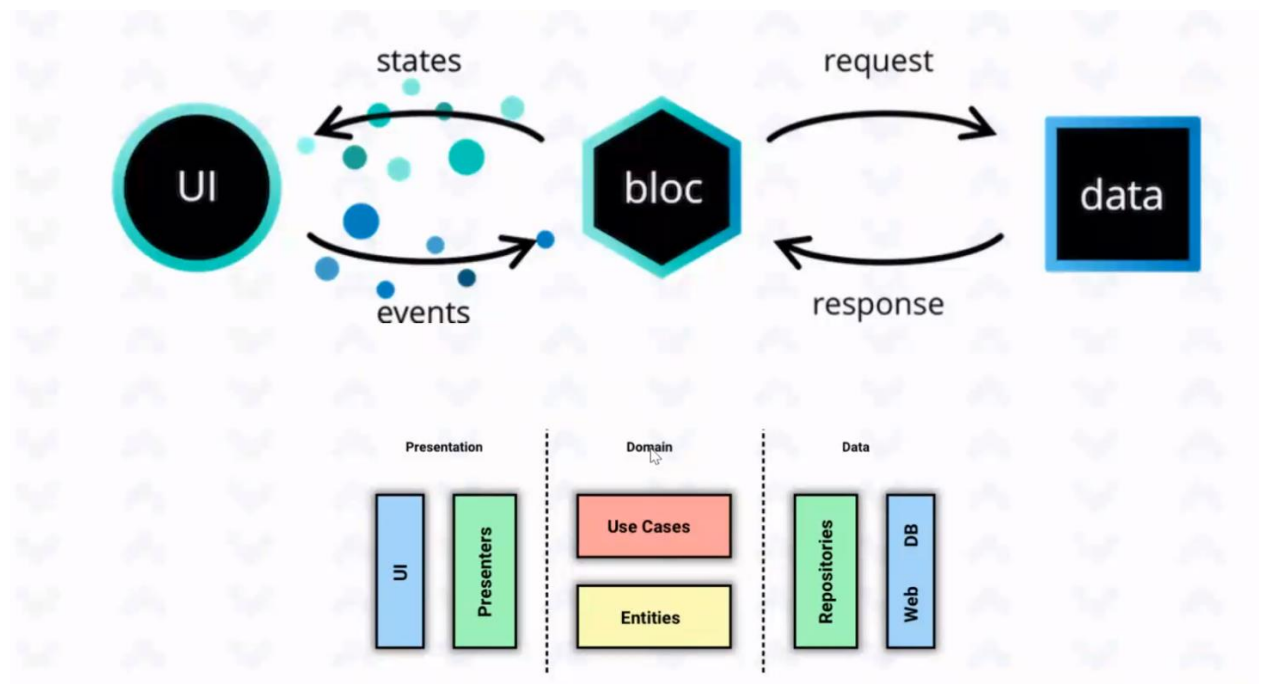 states
request
UI
bloc
data
events
response
Presentation
Domain
Data
UI
Presenters
Use Cases
Entities
Repositories
Web DB